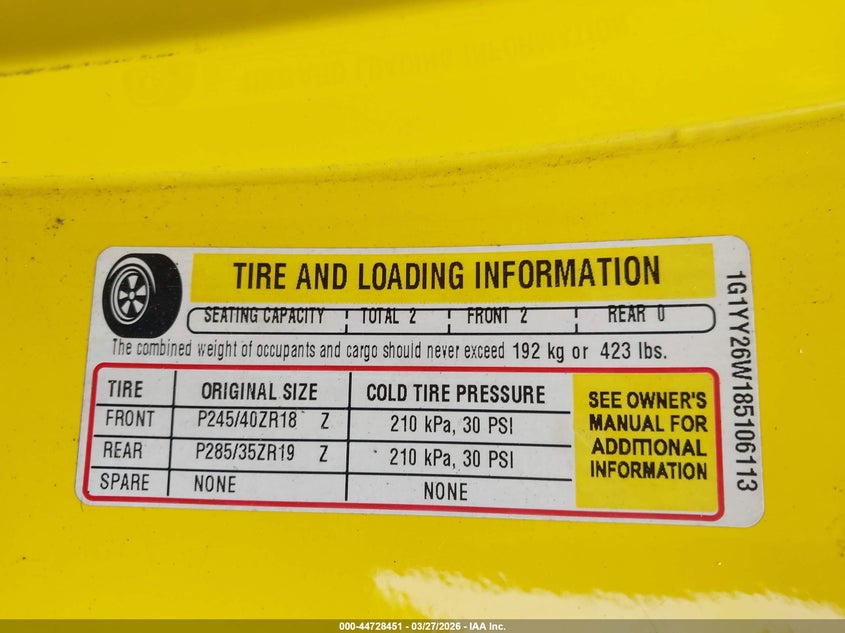 TIRE AND LOADING INFORMATION
SEATING CAPACITY TOTAL 2 FRONT 2 REAR 0
The combined weight of occupants and cargo should never exceed 192 kg or 423 lbs.
TIRE ORIGINAL SIZE COLD TIRE PRESSURE
FRONT P245/40ZR18 Z 210 kPa, 30 PSI
REAR P285/35ZR19 Z 210 kPa, 30 PSI
SPARE NONE NONE
SEE OWNER'S
MANUAL FOR
ADDITIONAL
INFORMATION
1G1YY26W185106113
000-44728451 - 03/27/2026 - IAA Inc.